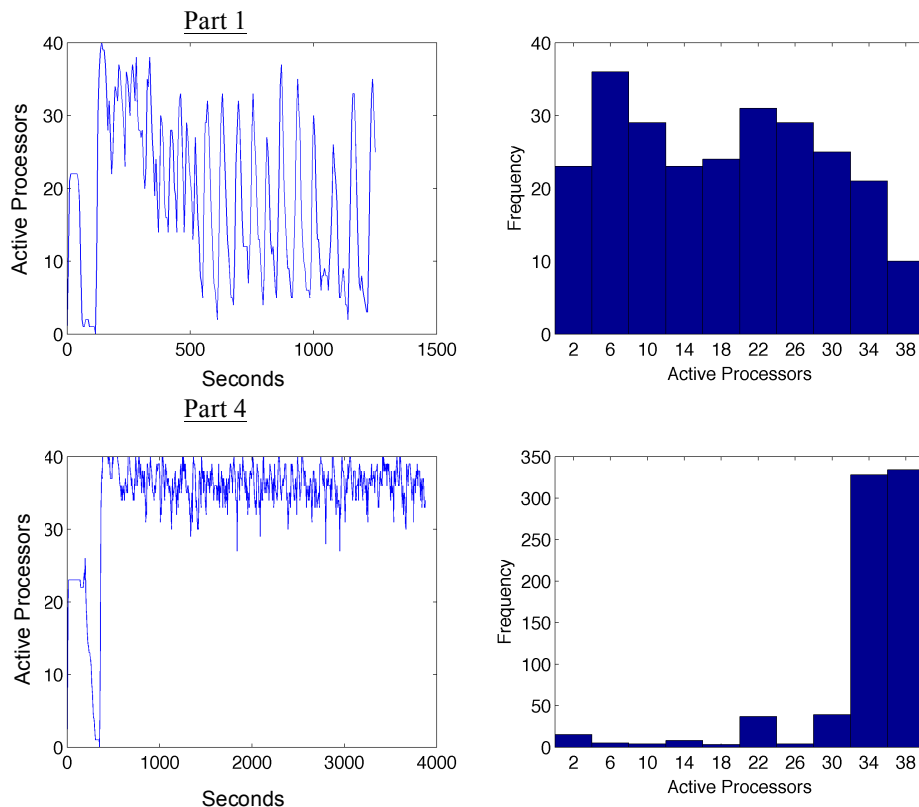 Part 1
40
30
20
10
0
Active Processors
0 500 1000 1500
Seconds
40
30
20
10
0
Frequency
2 6 10 14 18 22 26 30 34 38
Active Processors
Part 4
40
30
20
10
0
Active Processors
0 1000 2000 3000 4000
Seconds
350
300
250
200
150
100
50
0
Frequency
2 6 10 14 18 22 26 30 34 38
Active Processors